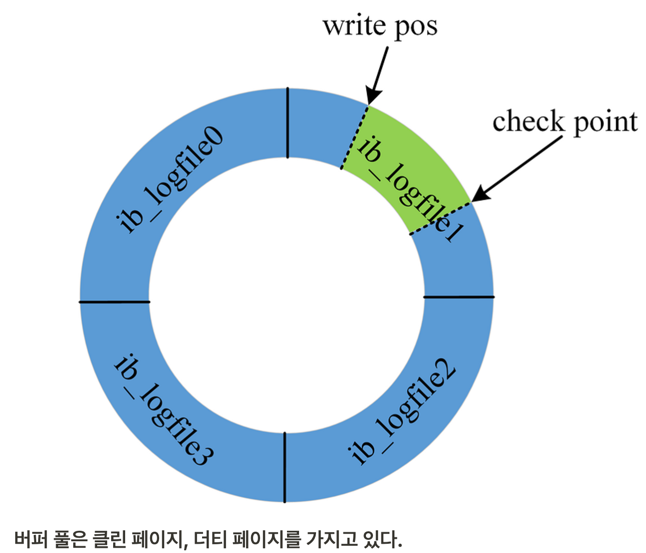 write pos
check point
ib_logfile0
ib_logfile1
ib_logfile2
ib_logfile3
버퍼 풀은 클린 페이지, 더티 페이지를 가지고 있다.